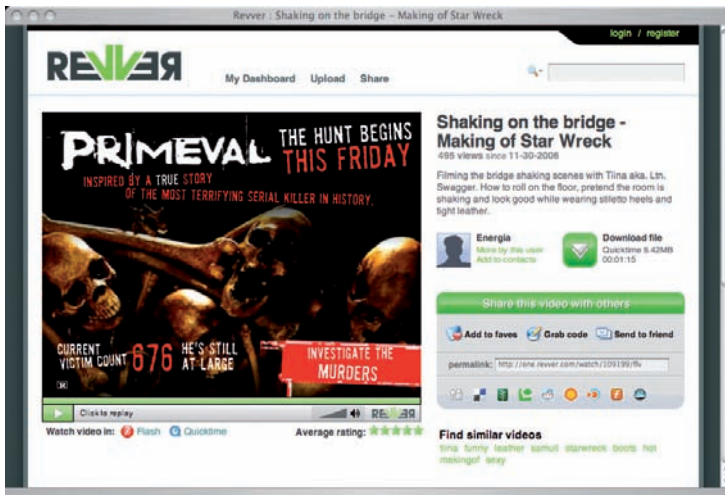 Revver : Shaking on the bridge – Making of Star Wreck
login / register
REVVER
My Dashboard Upload Share
PRIMEVAL THE HUNT BEGINS
THIS FRIDAY
INSPIRED BY A TRUE STORY
OF THE MOST TERRIFYING SERIAL KILLER IN HISTORY.
CURRENT
VICTIM COUNT 676 HE'S STILL
AT LARGE
INVESTIGATE THE
MURDERS
R
Click to replay
REVVER
Watch video in: Flash Quicktime Average rating:
Shaking on the bridge -
Making of Star Wreck
495 views since 11-30-2006
Filming the bridge shaking scenes with Tiina aka. Ltn.
Swagger. How to roll on the floor, pretend the room is
shaking and look good while wearing stiletto heels and
tight leather.
Energia
More by this user
Add to contacts
Download file
Quicktime 8.42MB
00:01:15
Share this video with others
Add to faves Grab code Send to friend
permalink: http://one.revver.com/watch/109199/flv
Find similar videos
tiina funny leather samuli starwreck boots hot
makingof sexy